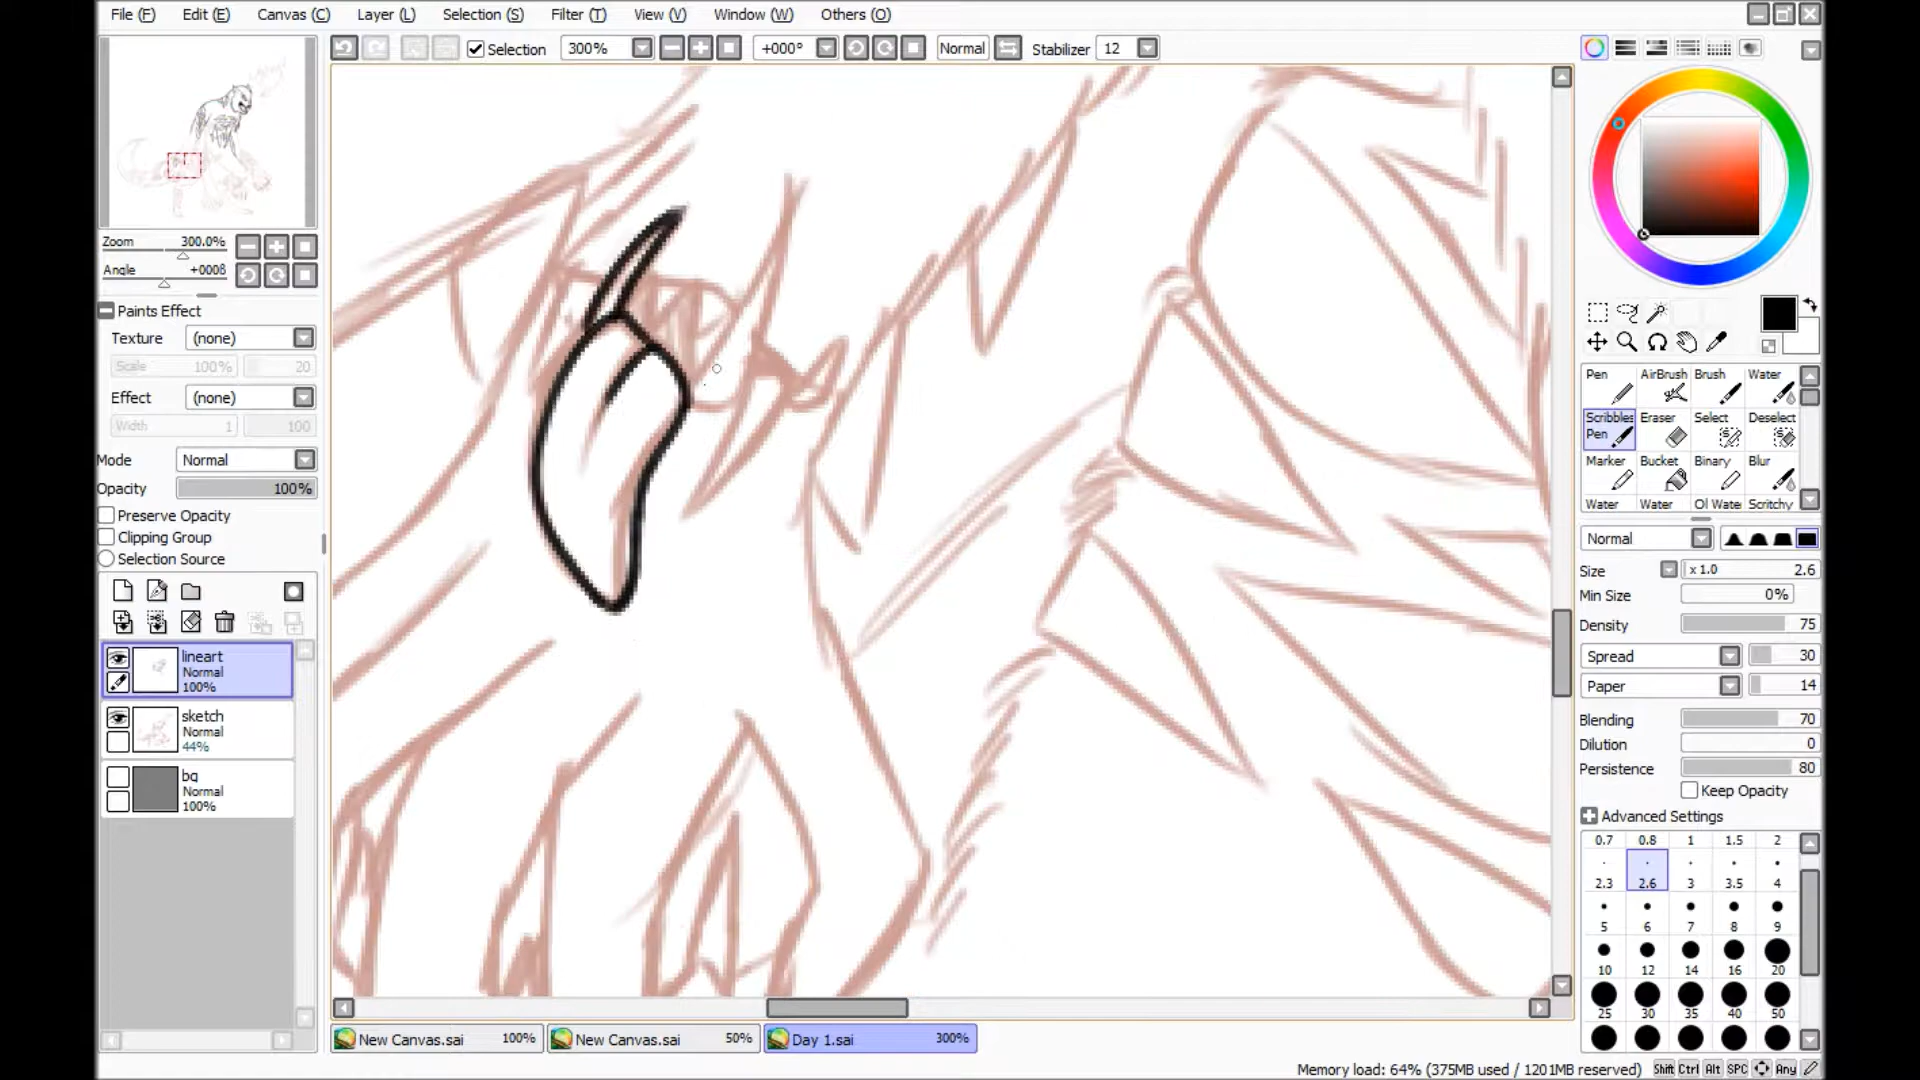 File (F) Edit (E) Canvas (C) Layer (L) Selection (S) Filter (T) View (V) Window (W) Others (O)
Selection 300% +000° Normal Stabilizer 12
Zoom 300.0%
Angle +000ß
Paints Effect
Texture (none)
Scale 100% 20
Effect (none)
Width 1 100
Mode Normal
Opacity 100%
Preserve Opacity
Clipping Group
Selection Source
lineart
Normal
100%
sketch
Normal
44%
bg
Normal
100%
New Canvas.sai 100% New Canvas.sai 50% Day 1.sai 300%
Pen AirBrush Brush Water
Scribbles Eraser Select Deselect
Pen
Marker Bucket Binary Blur
Water Water Ol Wate Scritchy
Normal
Size x 1.0 2.6
Min Size 0%
Density 75
Spread 30
Paper 14
Blending 70
Dilution 0
Persistence 80
Keep Opacity
Advanced Settings
0.7 0.8 1 1.5 2
2.3 2.6 3 3.5 4
5 6 7 8 9
10 12 14 16 20
25 30 35 40 50
Memory load: 64% (375MB used / 1201MB reserved) Shift Ctrl Alt SPC Any